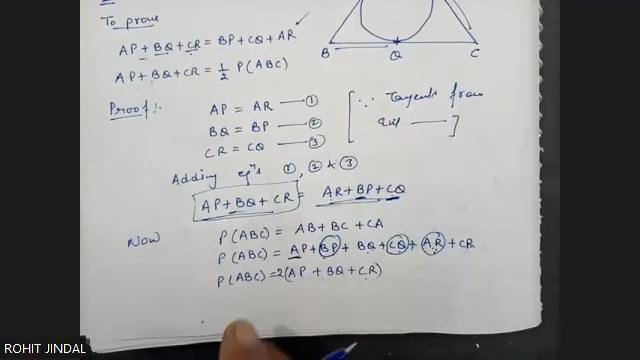 To prove
AP + BQ + CR = BP + CQ + AR
AP + BQ + CR = 1/2 P(ABC)
B Q C
Proof:-
AP = AR — ①
BQ = BP — ②
CR = CQ — ③
[∵ Tangents from
ext — ]
Adding eqⁿs ①, ② & ③
AP + BQ + CR = AR + BP + CQ
Now P(ABC) = AB + BC + CA
P(ABC) = AP + BP + BQ + CQ + AR + CR
P(ABC) = 2(AP + BQ + CR)
ROHIT JINDAL